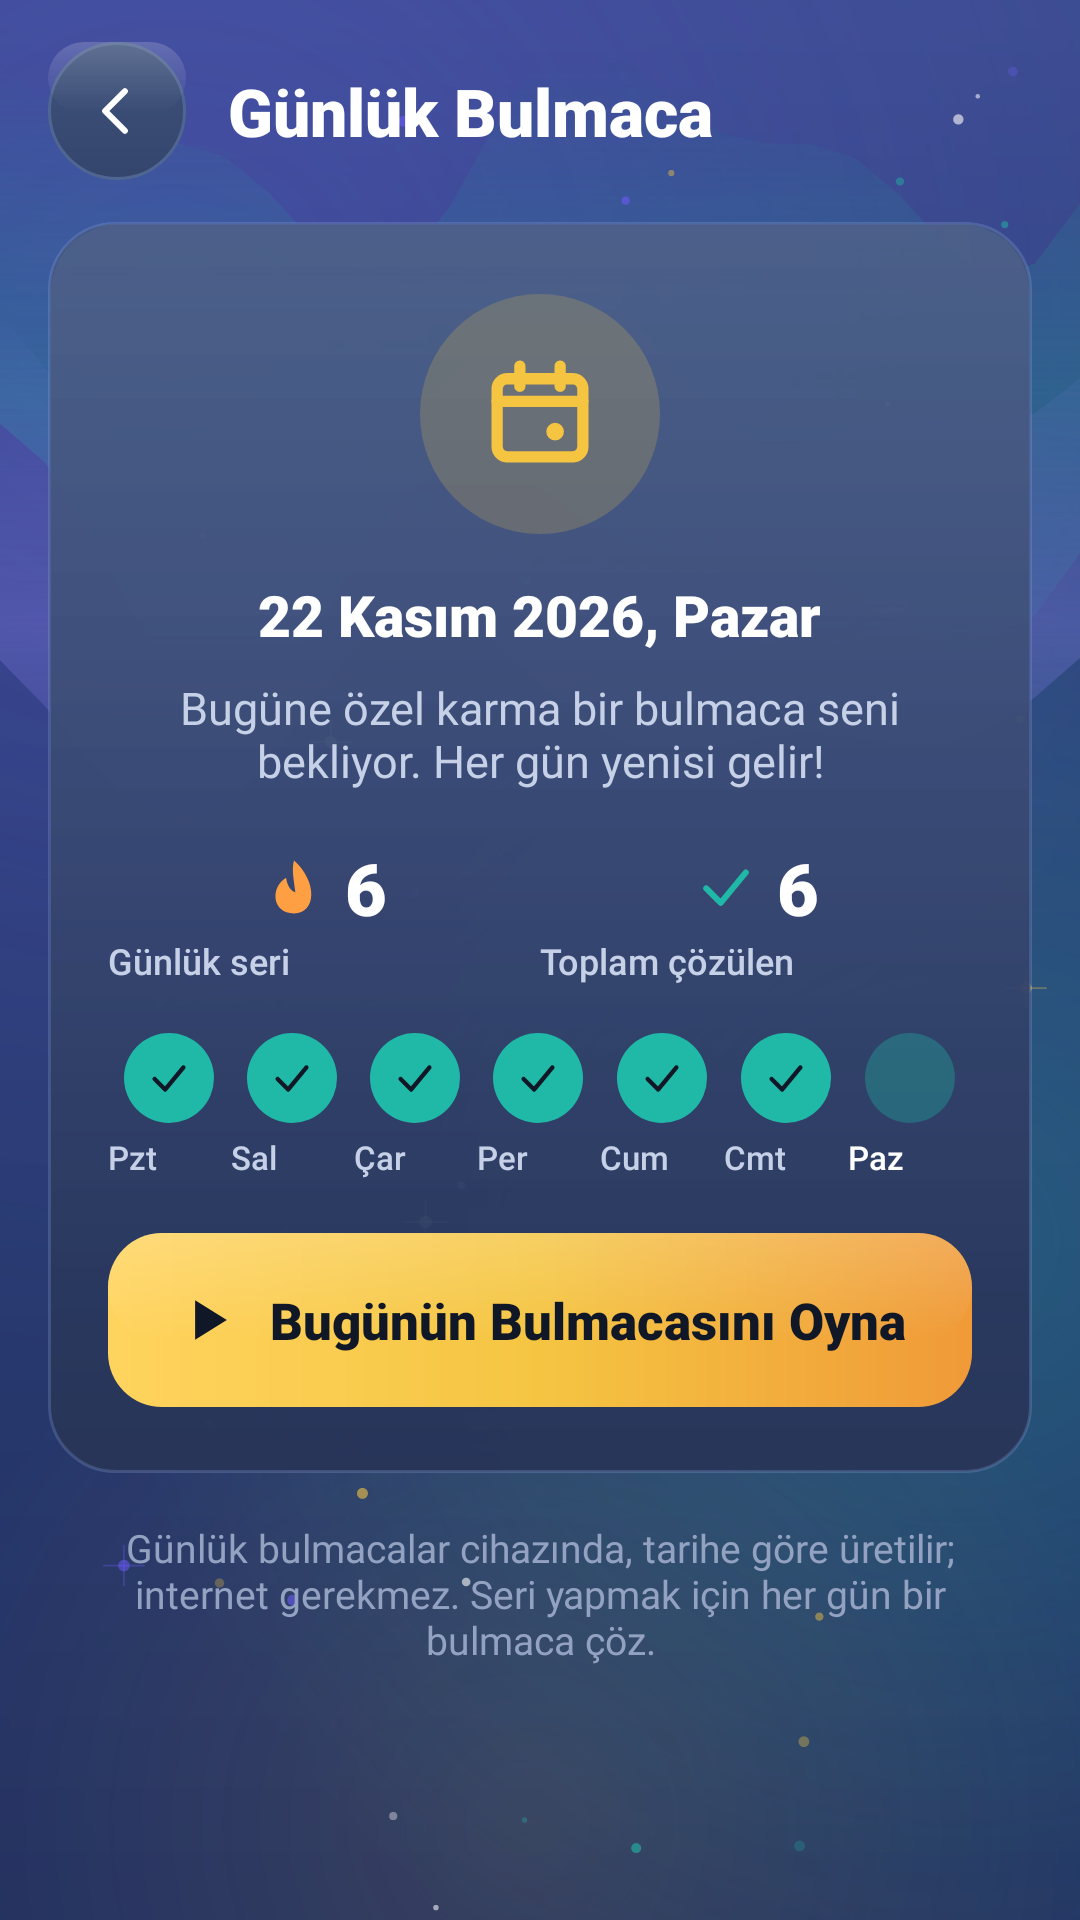 Günlük Bulmaca
22 Kasım 2026, Pazar
Bugüne özel karma bir bulmaca seni
bekliyor. Her gün yenisi gelir!
6
Günlük seri
6
Toplam çözülen
Pzt Sal Çar Per Cum Cmt Paz
Bugünün Bulmacasını Oyna
Günlük bulmacalar cihazında, tarihe göre üretilir;
internet gerekmez. Seri yapmak için her gün bir
bulmaca çöz.